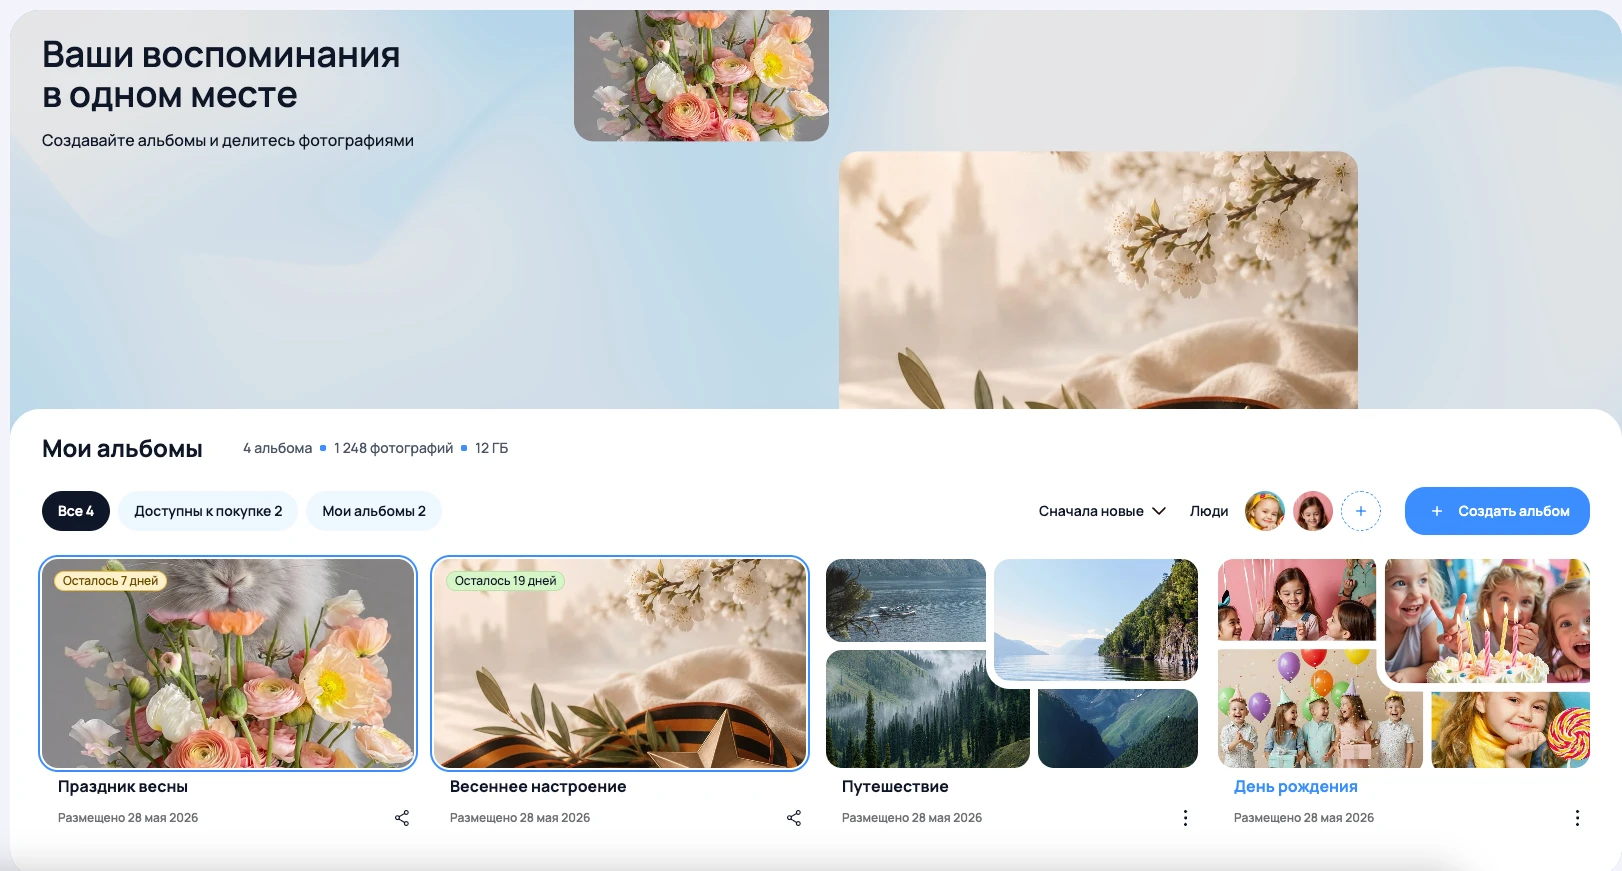 Ваши воспоминания
в одном месте
Создавайте альбомы и делитесь фотографиями
Мои альбомы
4 альбома • 1 248 фотографий • 12 ГБ
Все 4
Доступны к покупке 2
Мои альбомы 2
Сначала новые
Люди
+
+ Создать альбом
Осталось 7 дней
Осталось 19 дней
Праздник весны
Весеннее настроение
Путешествие
День рождения
Размещено 28 мая 2026
Размещено 28 мая 2026
Размещено 28 мая 2026
Размещено 28 мая 2026